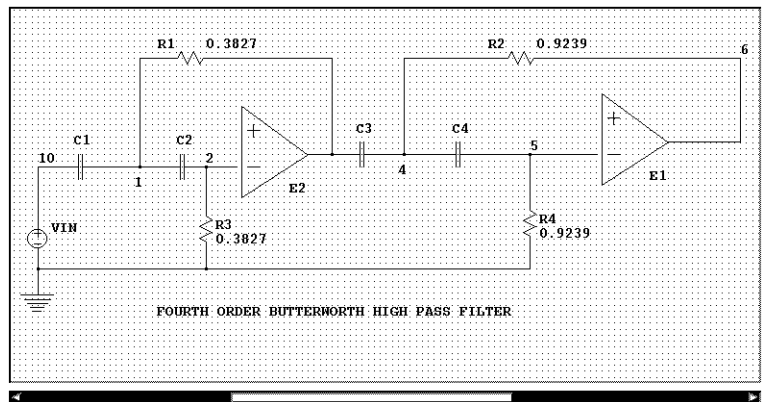 R1 0.3827
R2 0.9239
6
C1
C2
C3
C4
10
1
2
+
−
E2
4
5
+
−
E1
VIN
R3
0.3827
R4
0.9239
FOURTH ORDER BUTTERWORTH HIGH PASS FILTER